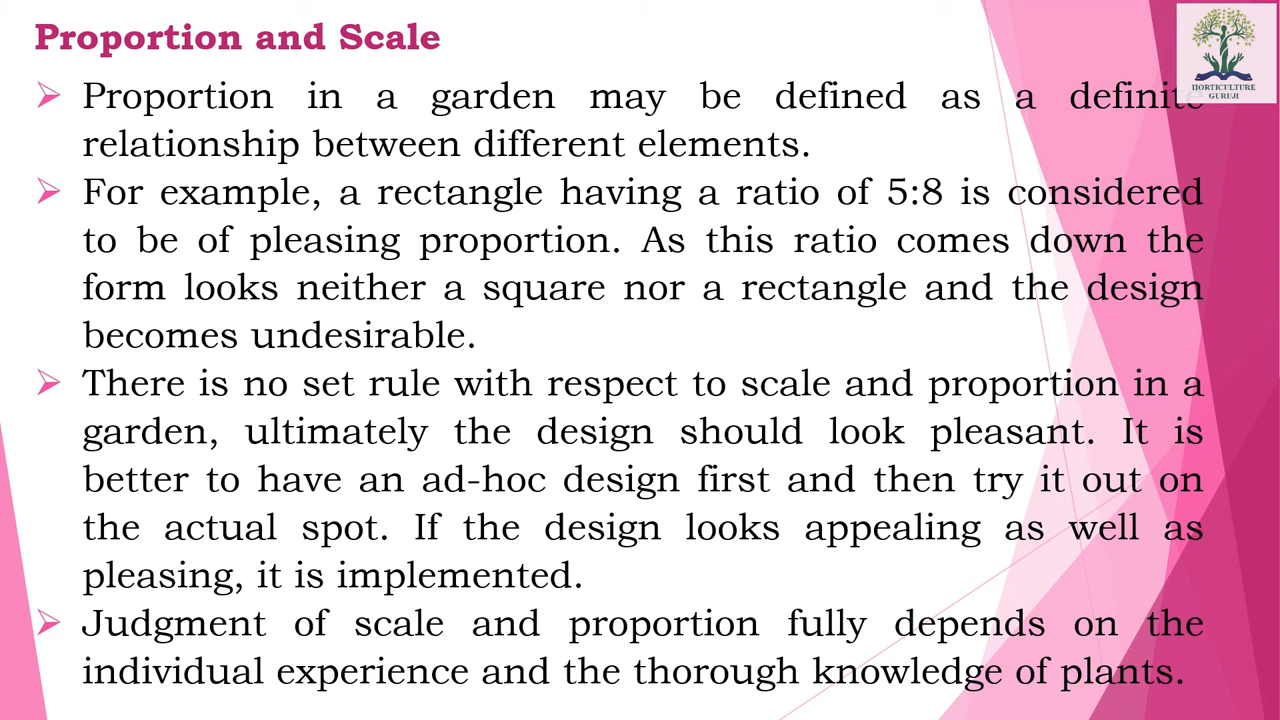 Proportion and Scale
HORTICULTURE
GURUJI
Proportion in a garden may be defined as a definite
relationship between different elements.
For example, a rectangle having a ratio of 5:8 is considered
to be of pleasing proportion. As this ratio comes down the
form looks neither a square nor a rectangle and the design
becomes undesirable.
There is no set rule with respect to scale and proportion in a
garden, ultimately the design should look pleasant. It is
better to have an ad-hoc design first and then try it out on
the actual spot. If the design looks appealing as well as
pleasing, it is implemented.
Judgment of scale and proportion fully depends on the
individual experience and the thorough knowledge of plants.